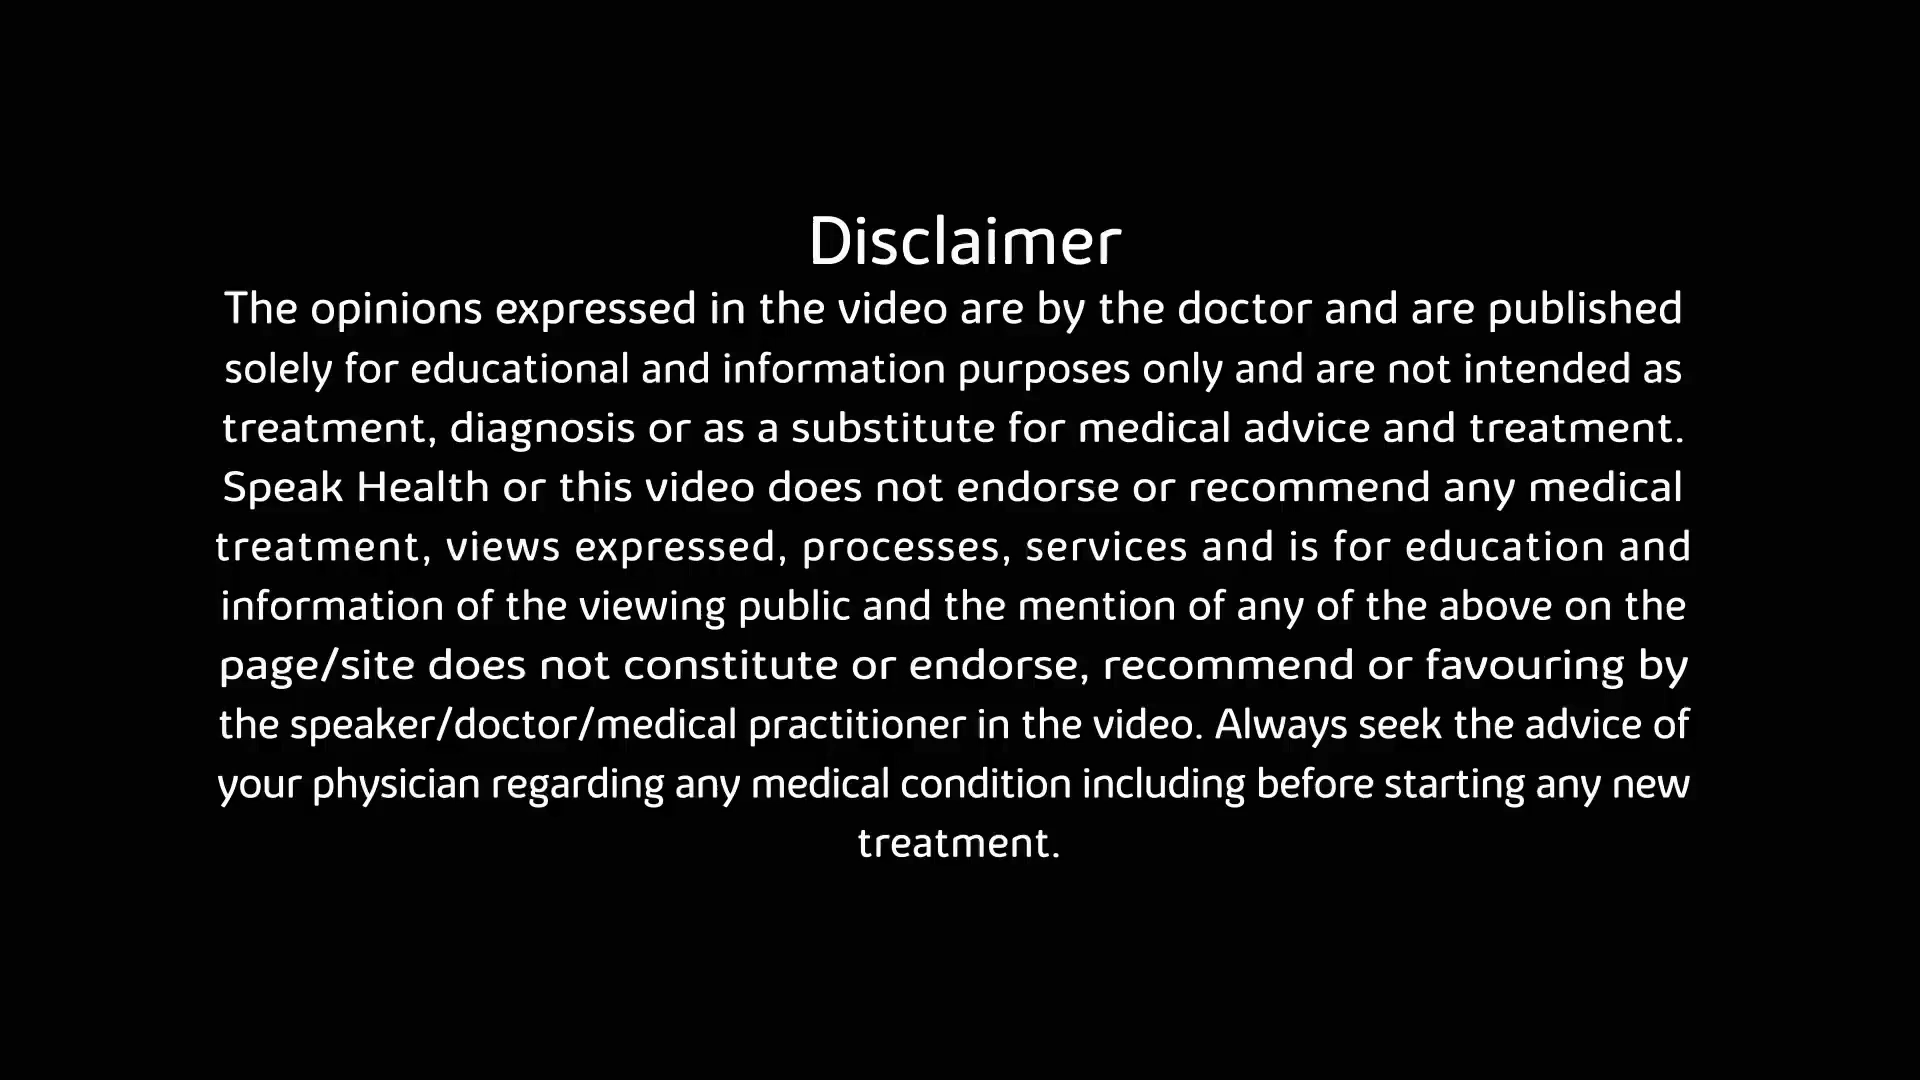 Disclaimer
The opinions expressed in the video are by the doctor and are published
solely for educational and information purposes only and are not intended as
treatment, diagnosis or as a substitute for medical advice and treatment.
Speak Health or this video does not endorse or recommend any medical
treatment, views expressed, processes, services and is for education and
information of the viewing public and the mention of any of the above on the
page/site does not constitute or endorse, recommend or favouring by
the speaker/doctor/medical practitioner in the video. Always seek the advice of
your physician regarding any medical condition including before starting any new
treatment.